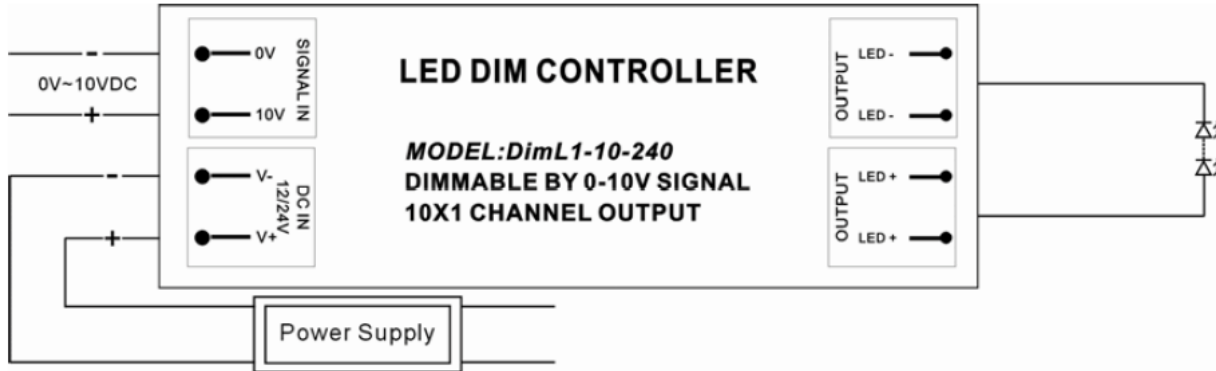 -
0V~10VDC
+
-
+
0V
10V
SIGNAL IN
V-
V+
DC IN
12/24V
LED DIM CONTROLLER
MODEL:DimL1-10-240
DIMMABLE BY 0-10V SIGNAL
10X1 CHANNEL OUTPUT
OUTPUT
LED -
LED -
OUTPUT
LED +
LED +
Power Supply